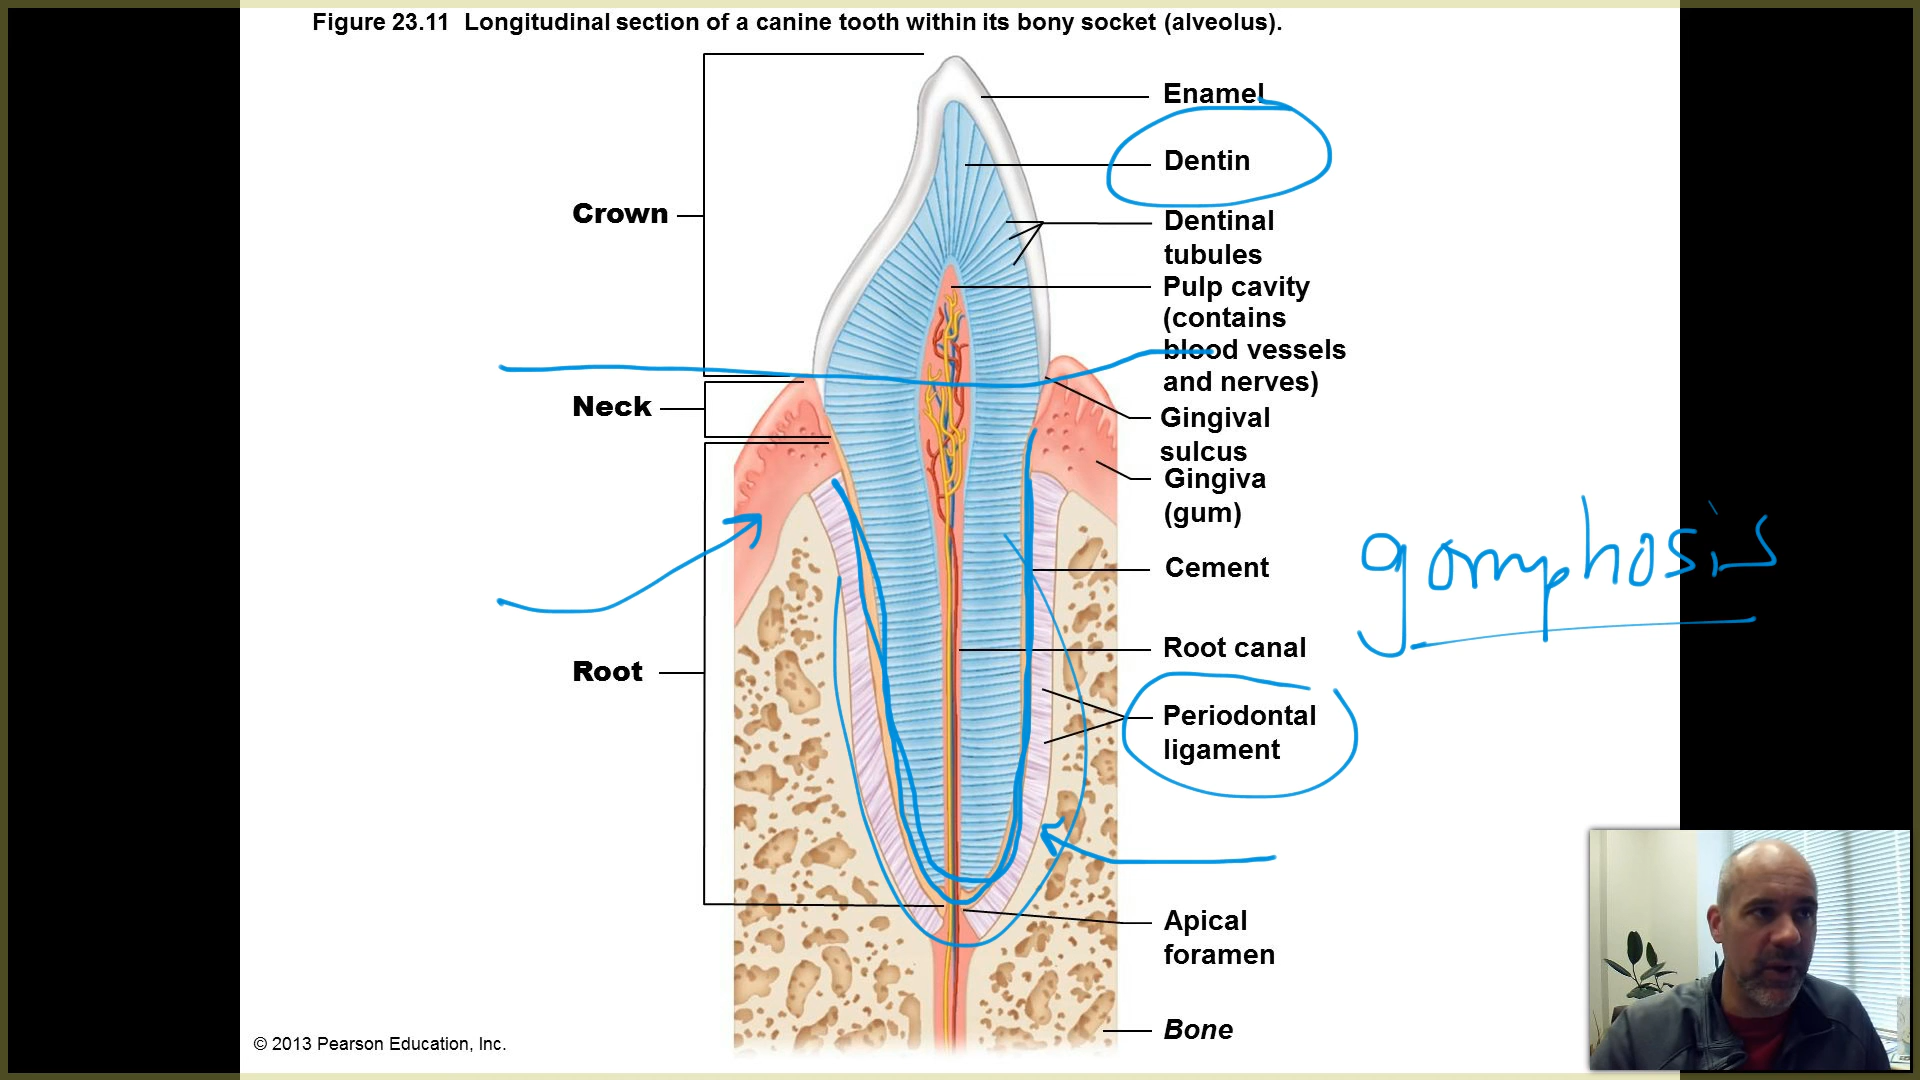 Figure 23.11 Longitudinal section of a canine tooth within its bony socket (alveolus).
Crown
Neck
Root
Enamel
Dentin
Dentinal
tubules
Pulp cavity
(contains
blood vessels
and nerves)
Gingival
sulcus
Gingiva
(gum)
Cement
Root canal
Periodontal
ligament
Apical
foramen
Bone
gomphosis
© 2013 Pearson Education, Inc.